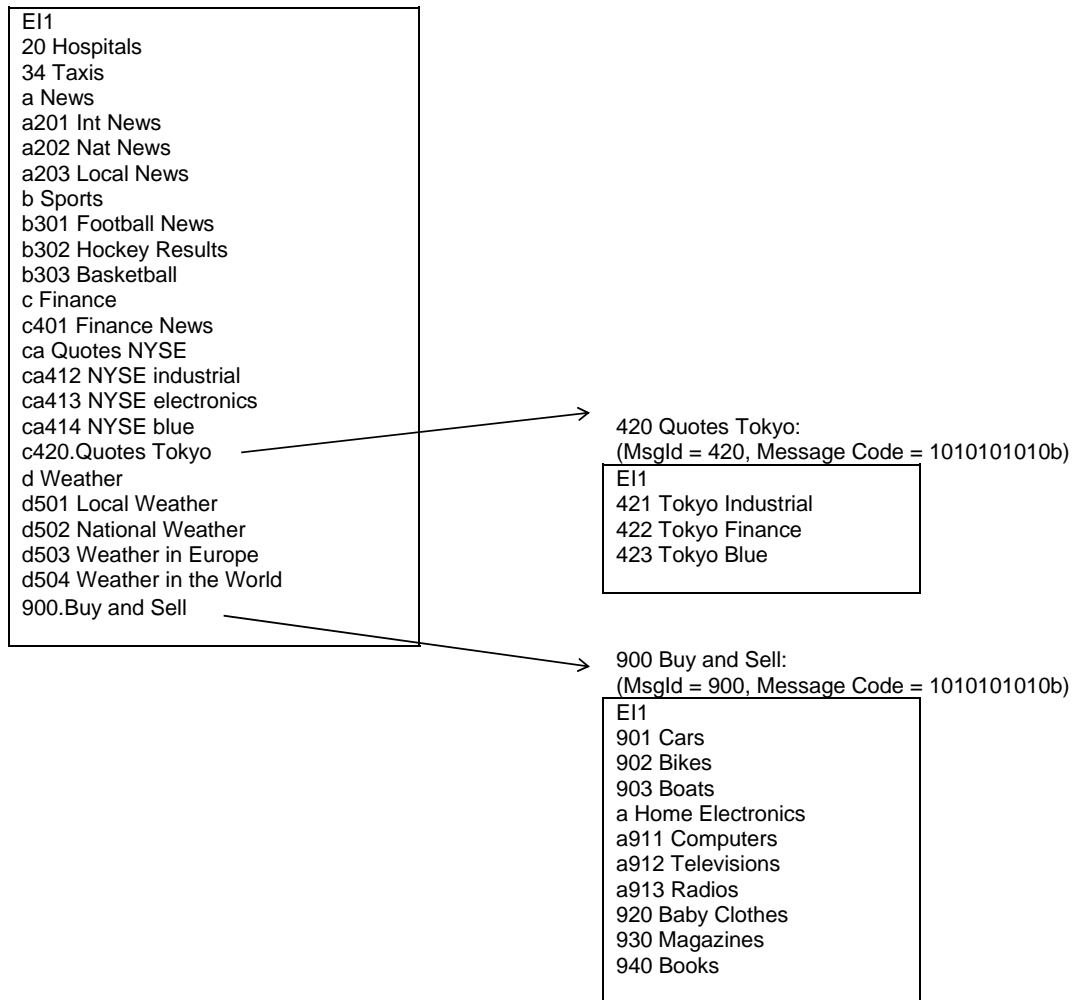 EI1
20 Hospitals
34 Taxis
a News
a201 Int News
a202 Nat News
a203 Local News
b Sports
b301 Football News
b302 Hockey Results
b303 Basketball
c Finance
c401 Finance News
ca Quotes NYSE
ca412 NYSE industrial
ca413 NYSE electronics
ca414 NYSE blue
c420.Quotes Tokyo
d Weather
d501 Local Weather
d502 National Weather
d503 Weather in Europe
d504 Weather in the World
900.Buy and Sell
420 Quotes Tokyo:
(MsgId = 420, Message Code = 1010101010b)
EI1
421 Tokyo Industrial
422 Tokyo Finance
423 Tokyo Blue
900 Buy and Sell:
(MsgId = 900, Message Code = 1010101010b)
EI1
901 Cars
902 Bikes
903 Boats
a Home Electronics
a911 Computers
a912 Televisions
a913 Radios
920 Baby Clothes
930 Magazines
940 Books